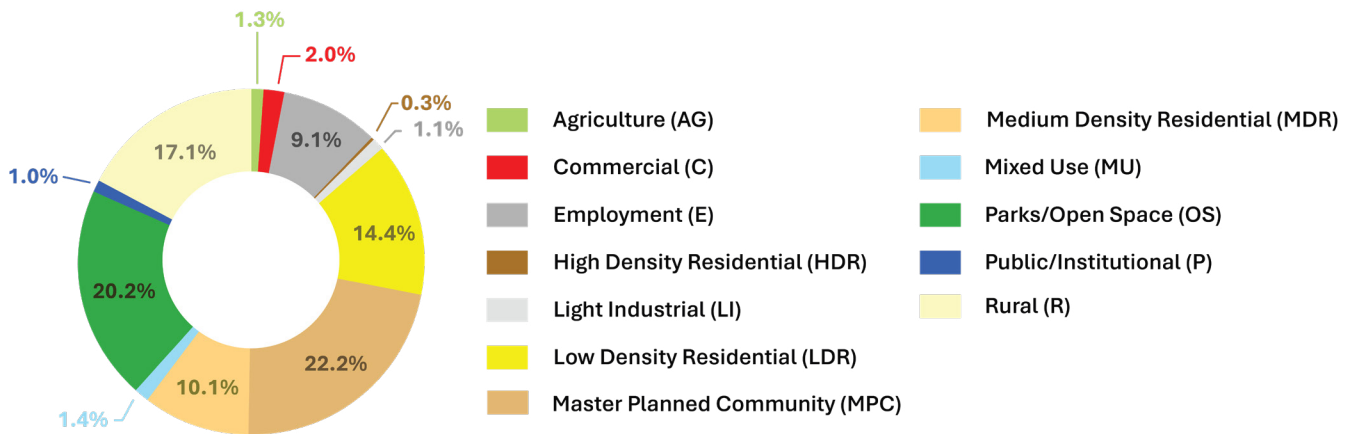 1.3%
2.0%
0.3%
1.1%
9.1%
17.1%
1.0%
14.4%
20.2%
22.2%
10.1%
1.4%
Agriculture (AG)
Commercial (C)
Employment (E)
High Density Residential (HDR)
Light Industrial (LI)
Low Density Residential (LDR)
Master Planned Community (MPC)
Medium Density Residential (MDR)
Mixed Use (MU)
Parks/Open Space (OS)
Public/Institutional (P)
Rural (R)